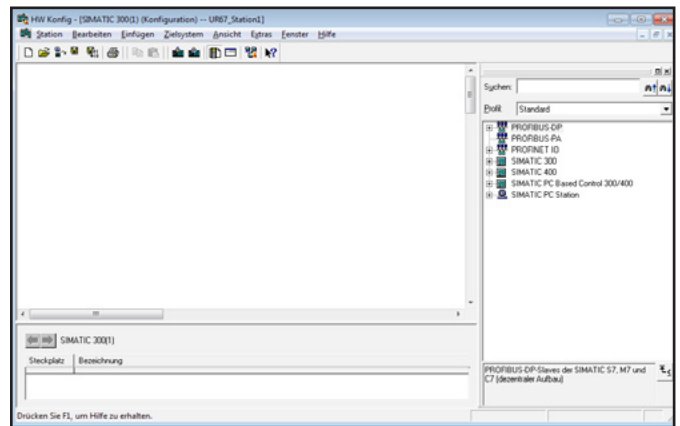 HW Konfig - [SIMATIC 300(1) (Konfiguration) -- UR67_Station1]
Station Bearbeiten Einfügen Zielsystem Ansicht Extras Fenster Hilfe
Suchen:
Profil: Standard
PROFIBUS-DP
PROFIBUS-PA
PROFINET IO
SIMATIC 300
SIMATIC 400
SIMATIC PC Based Control 300/400
SIMATIC PC Station
SIMATIC 300(1)
Steckplatz Bezeichnung
PROFIBUS-DP-Slaves der SIMATIC S7, M7 und
C7 (dezentraler Aufbau)
Drücken Sie F1, um Hilfe zu erhalten.